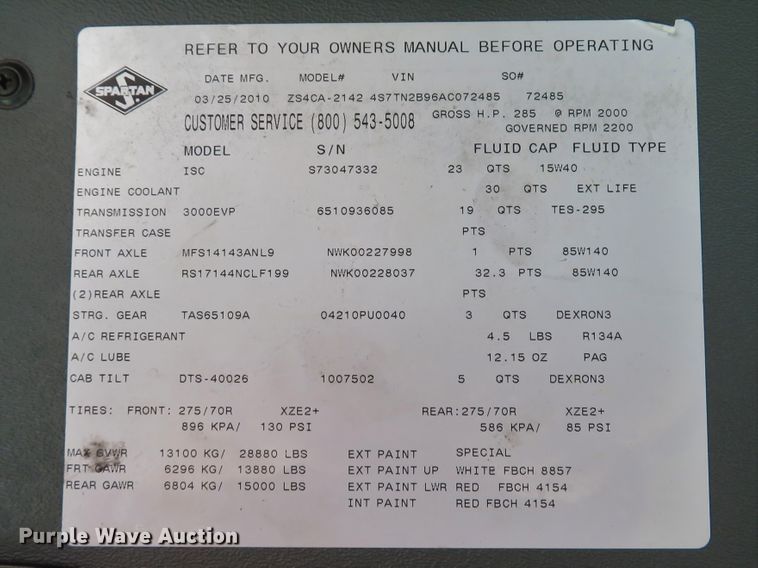 REFER TO YOUR OWNERS MANUAL BEFORE OPERATING
SPARTAN
DATE MFG. MODEL# VIN SO#
03/25/2010 ZS4CA-2142 4S7TN2B96AC072485 72485
CUSTOMER SERVICE (800) 543-5008
GROSS H.P. 285 @ RPM 2000
GOVERNED RPM 2200
MODEL S/N FLUID CAP FLUID TYPE
ENGINE ISC S73047332 23 QTS 15W40
ENGINE COOLANT 30 QTS EXT LIFE
TRANSMISSION 3000EVP 6510936085 19 QTS TES-295
TRANSFER CASE PTS
FRONT AXLE MFS14143ANL9 NWK00227998 1 PTS 85W140
REAR AXLE RS17144NCLF199 NWK00228037 32.3 PTS 85W140
(2)REAR AXLE PTS
STRG. GEAR TAS65109A 04210PU0040 3 QTS DEXRON3
A/C REFRIGERANT 4.5 LBS R134A
A/C LUBE 12.15 OZ PAG
CAB TILT DTS-40026 1007502 5 QTS DEXRON3
TIRES: FRONT: 275/70R XZE2+ REAR: 275/70R XZE2+
896 KPA/ 130 PSI 586 KPA/ 85 PSI
MAX GVWR 13100 KG/ 28880 LBS EXT PAINT SPECIAL
FRT GAWR 6296 KG/ 13880 LBS EXT PAINT UP WHITE FBCH 8857
REAR GAWR 6804 KG/ 15000 LBS EXT PAINT LWR RED FBCH 4154
INT PAINT RED FBCH 4154
Purple Wave Auction